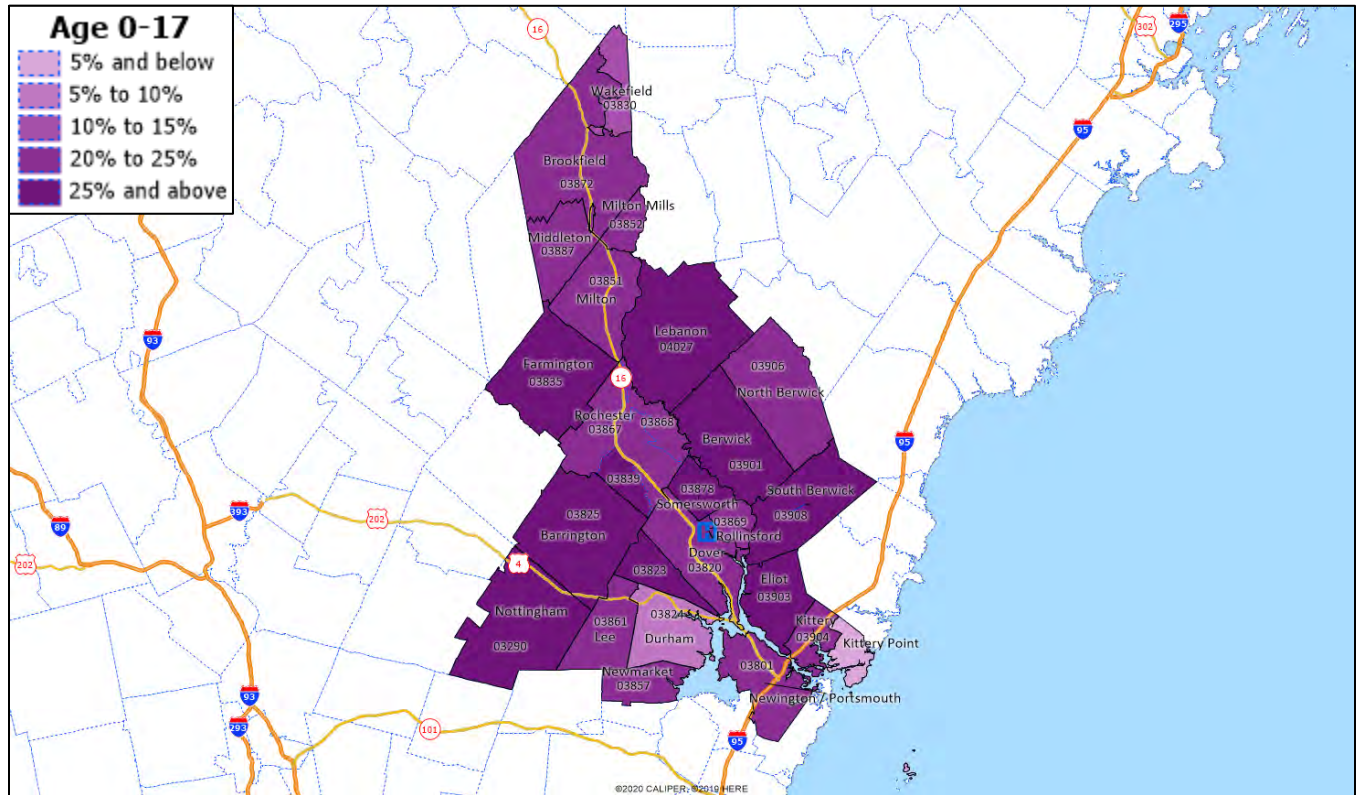 Age 0-17
5% and below
5% to 10%
10% to 15%
20% to 25%
25% and above
16
302
295
Wakefield
03830
95
Brookfield
03872
Milton Mills
03852
Middleton
03887
03851
Milton
93
Lebanon
04027
Farmington
03835
16
03906
North Berwick
Rochester
03867
03868
95
Berwick
03901
03839
03878
South Berwick
03908
Somersworth
393
89
202
03825
Barrington
03869
Rollinsford
Dover
03820
202
4
03823
Eliot
03903
Nottingham
03290
03861
Lee
03824
Durham
Kittery
03904
Kittery Point
03801
Newmarket
03857
Newington / Portsmouth
93
293
101
95
©2020 CALIPER, ©2019 HERE